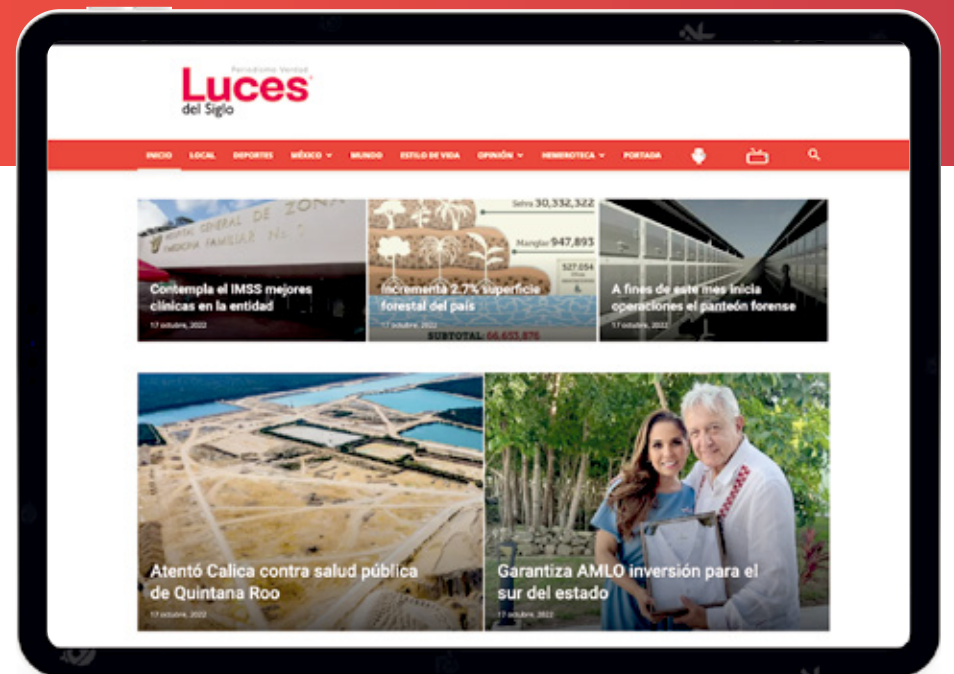 Periodismo Verdad
Luces
del Siglo
INICIO LOCAL DEPORTES MÉXICO MUNDO ESTILO DE VIDA OPINIÓN HEMEROTECA PORTADA
HOSPITAL GENERAL DE ZONA
MEDICINA FAMILIAR No.
Contempla el IMSS mejores
clínicas en la entidad
17 octubre, 2022
Selva 30,332,322
Manglar 947,893
527,054
Incrementa 2.7% superficie
forestal del país
17 octubre, 2022
SUBTOTAL: 66,653,876
A fines de este mes inicia
operaciones el panteón forense
17 octubre, 2022
Atentó Calica contra salud pública
de Quintana Roo
17 octubre, 2022
Garantiza AMLO inversión para el
sur del estado
17 octubre, 2022